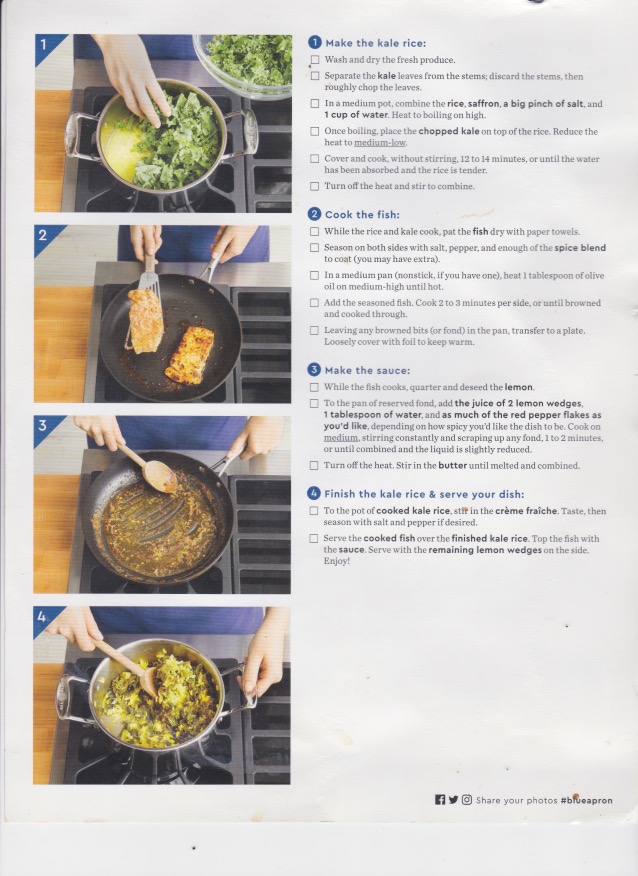 1
2
3
4
1 Make the kale rice:
Wash and dry the fresh produce.
Separate the kale leaves from the stems; discard the stems, then
roughly chop the leaves.
In a medium pot, combine the rice, saffron, a big pinch of salt, and
1 cup of water. Heat to boiling on high.
Once boiling, place the chopped kale on top of the rice. Reduce the
heat to medium-low.
Cover and cook, without stirring, 12 to 14 minutes, or until the water
has been absorbed and the rice is tender.
Turn off the heat and stir to combine.
2 Cook the fish:
While the rice and kale cook, pat the fish dry with paper towels.
Season on both sides with salt, pepper, and enough of the spice blend
to coat (you may have extra).
In a medium pan (nonstick, if you have one), heat 1 tablespoon of olive
oil on medium-high until hot.
Add the seasoned fish. Cook 2 to 3 minutes per side, or until browned
and cooked through.
Leaving any browned bits (or fond) in the pan, transfer to a plate.
Loosely cover with foil to keep warm.
3 Make the sauce:
While the fish cooks, quarter and deseed the lemon.
To the pan of reserved fond, add the juice of 2 lemon wedges,
1 tablespoon of water, and as much of the red pepper flakes as
you'd like, depending on how spicy you'd like the dish to be. Cook on
medium, stirring constantly and scraping up any fond, 1 to 2 minutes,
or until combined and the liquid is slightly reduced.
Turn off the heat. Stir in the butter until melted and combined.
4 Finish the kale rice & serve your dish:
To the pot of cooked kale rice, stir in the crème fraîche. Taste, then
season with salt and pepper if desired.
Serve the cooked fish over the finished kale rice. Top the fish with
the sauce. Serve with the remaining lemon wedges on the side.
Enjoy!
Share your photos #blueapron